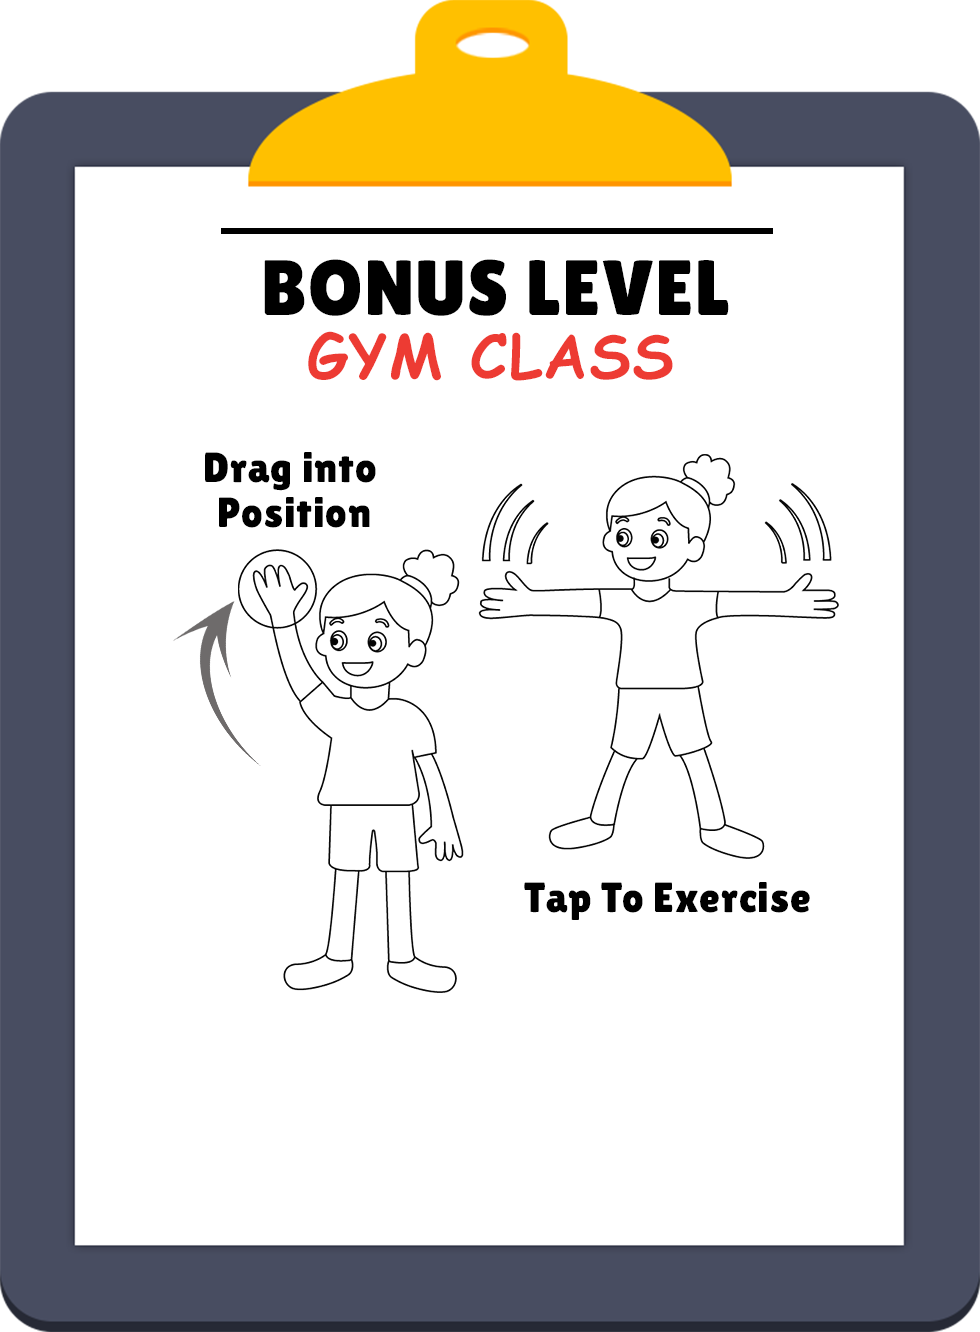 BONUS LEVEL
GYM CLASS
Drag into
Position
Tap To Exercise